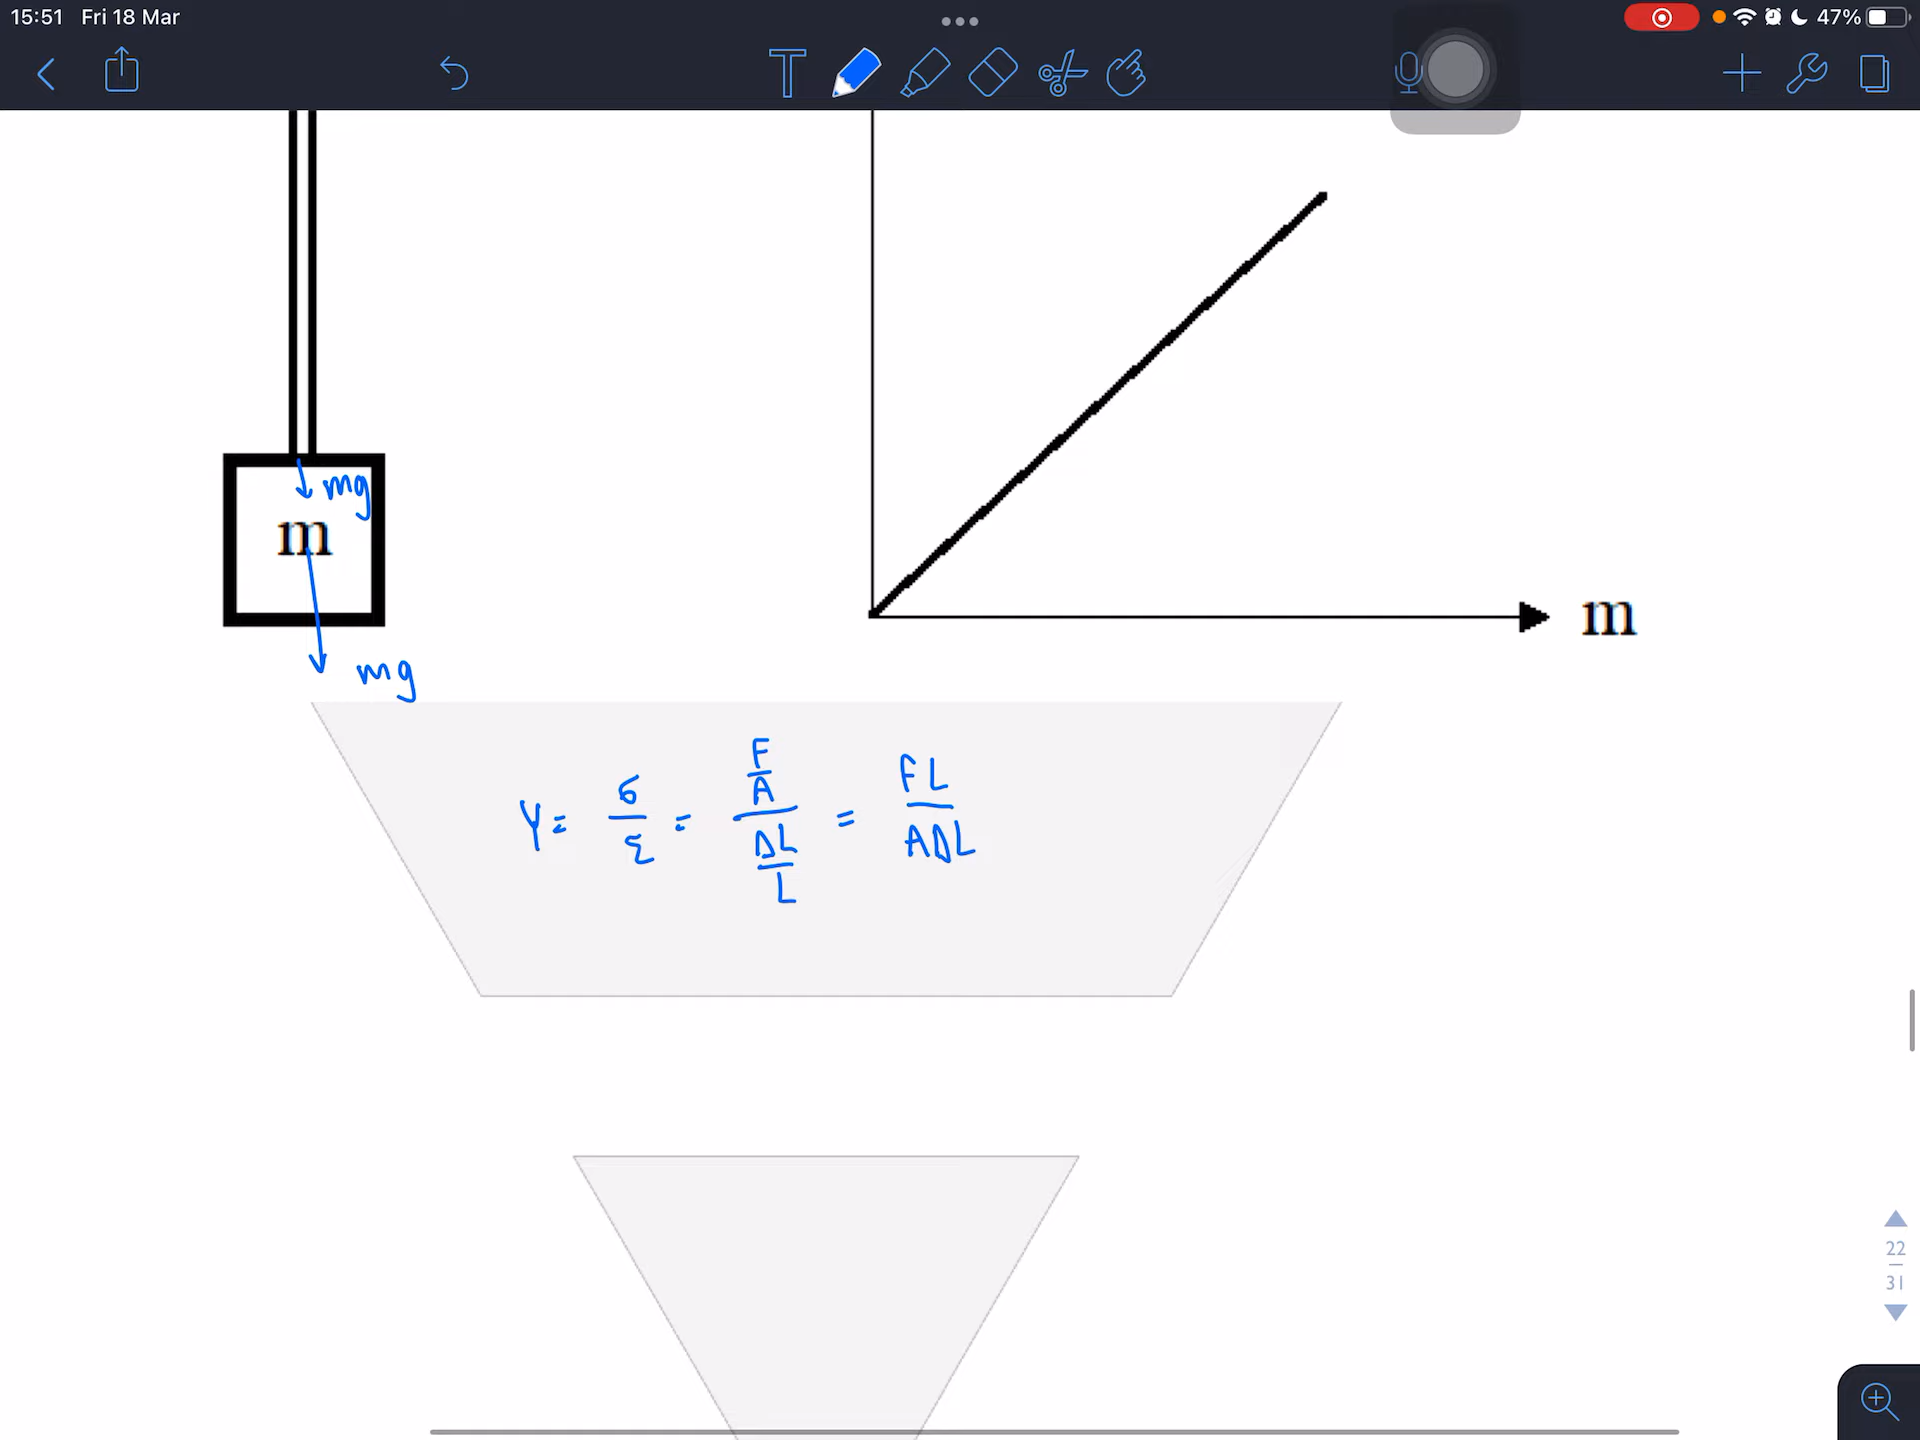 15:51 Fri 18 Mar
47%
T
mg
m
m
mg
Y = σ/ε = (F/A)/(ΔL/L) = FL/AΔL
22
31